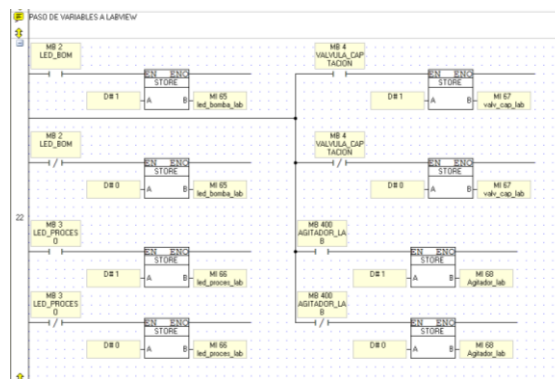 PASO DE VARIABLES A LABVIEW
MB 2
LED_BOM
EN ENO
STORE
D# 1
A
B
MI 65
led_bomba_lab
MB 4
VALVULA_CAP
TACION
EN ENO
STORE
D# 1
A
B
MI 67
valv_cap_lab
MB 2
LED_BOM
EN ENO
STORE
D# 0
A
B
MI 65
led_bomba_lab
MB 4
VALVULA_CAP
TACION
EN ENO
STORE
D# 0
A
B
MI 67
valv_cap_lab
22
MB 3
LED_PROCES
O
EN ENO
STORE
D# 1
A
B
MI 66
led_proces_lab
MB 400
AGITADOR_LA
B
EN ENO
STORE
D# 1
A
B
MI 68
Agitador_lab
MB 3
LED_PROCES
O
EN ENO
STORE
D# 0
A
B
MI 66
led_proces_lab
MB 400
AGITADOR_LA
B
EN ENO
STORE
D# 0
A
B
MI 68
Agitador_lab